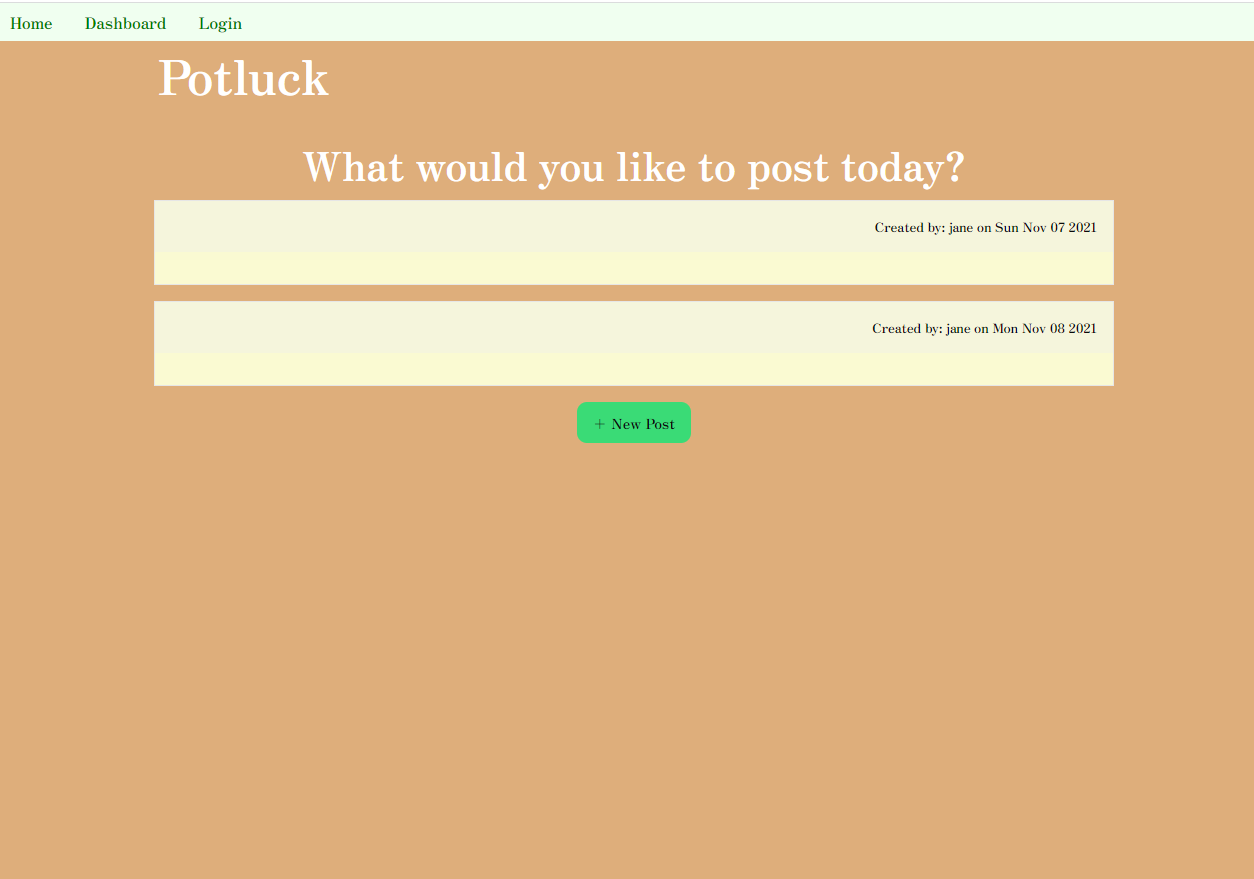 Home Dashboard Login
Potluck
What would you like to post today?
Created by: jane on Sun Nov 07 2021
Created by: jane on Mon Nov 08 2021
+ New Post